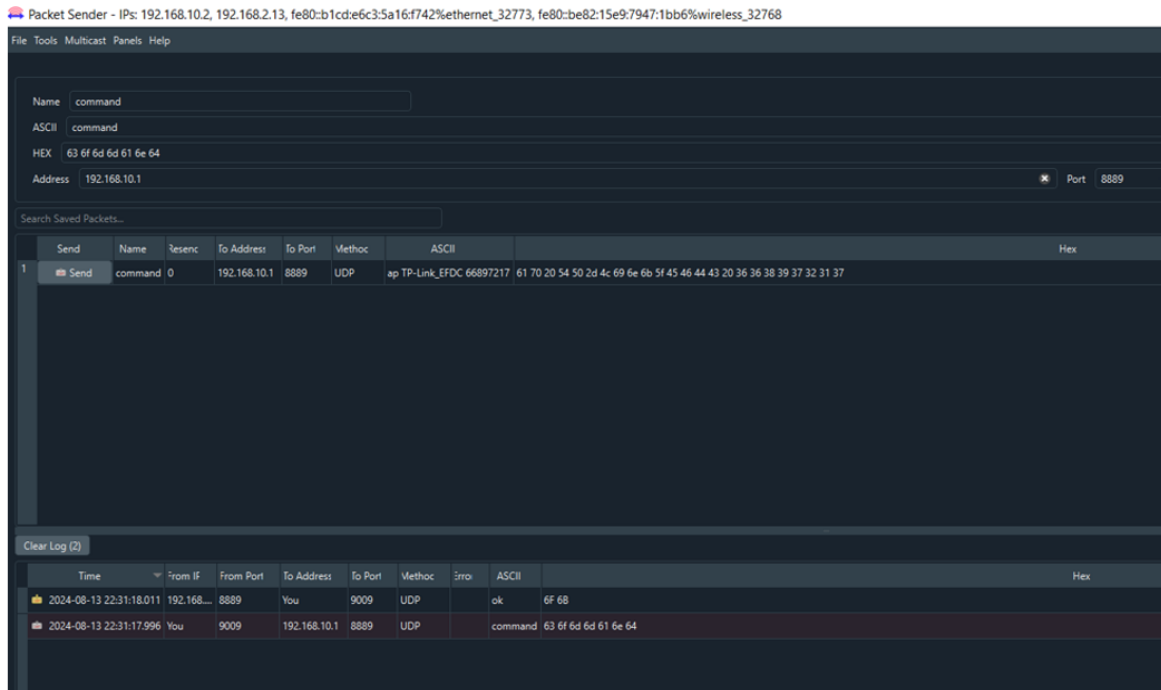 Packet Sender - IPs: 192.168.10.2, 192.168.2.13, fe80::b1cd:e6c3:5a16:f742%ethernet_32773, fe80::be82:15e9:7947:1bb6%wireless_32768
File Tools Multicast Panels Help
Name command
ASCII command
HEX 63 6f 6d 6d 61 6e 64
Address 192.168.10.1 Port 8889
Search Saved Packets...
Send Name Resenc To Address To Port Method ASCII Hex
1 Send command 0 192.168.10.1 8889 UDP ap TP-Link_EFDC 66897217 61 70 20 54 50 2d 4c 69 6e 6b 5f 45 46 44 43 20 36 36 38 39 37 32 31 37
Clear Log (2)
Time From IP From Port To Address To Port Method Error ASCII Hex
2024-08-13 22:31:18.011 192.168.... 8889 You 9009 UDP ok 6F 6B
2024-08-13 22:31:17.996 You 9009 192.168.10.1 8889 UDP command 63 6f 6d 6d 61 6e 64